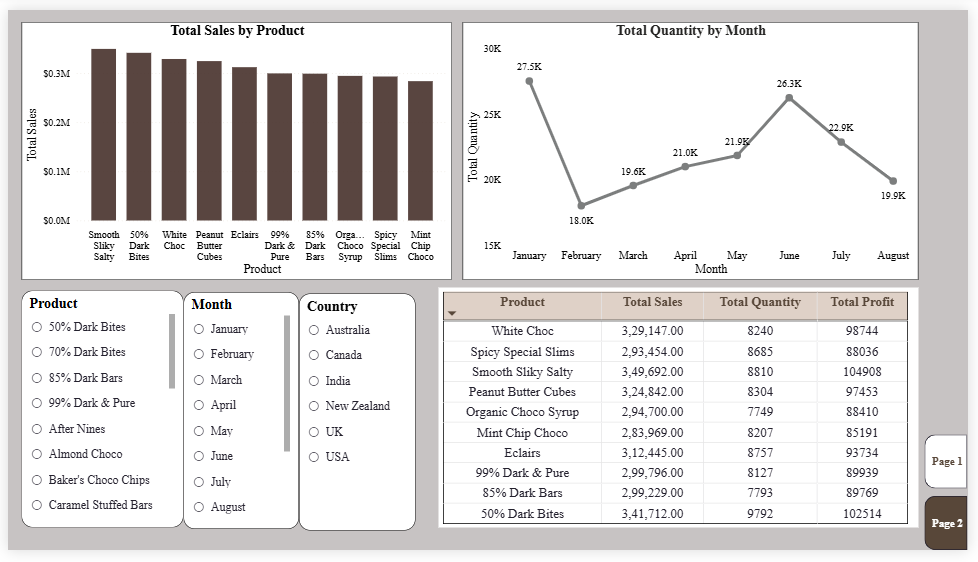 Total Sales by Product
Total Sales
$0.3M
$0.2M
$0.1M
$0.0M
Smooth Sliky Salty
50% Dark Bites
White Choc
Peanut Butter Cubes
Eclairs
99% Dark & Pure
85% Dark Bars
Orga... Choco Syrup
Spicy Special Slims
Mint Chip Choco
Product
Total Quantity by Month
Total Quantity
30K
25K
20K
15K
27.5K
18.0K
19.6K
21.0K
21.9K
26.3K
22.9K
19.9K
January February March April May June July August
Month
Product
50% Dark Bites
70% Dark Bites
85% Dark Bars
99% Dark & Pure
After Nines
Almond Choco
Baker's Choco Chips
Caramel Stuffed Bars
Month
January
February
March
April
May
June
July
August
Country
Australia
Canada
India
New Zealand
UK
USA
Product Total Sales Total Quantity Total Profit
White Choc 3,29,147.00 8240 98744
Spicy Special Slims 2,93,454.00 8685 88036
Smooth Sliky Salty 3,49,692.00 8810 104908
Peanut Butter Cubes 3,24,842.00 8304 97453
Organic Choco Syrup 2,94,700.00 7749 88410
Mint Chip Choco 2,83,969.00 8207 85191
Eclairs 3,12,445.00 8757 93734
99% Dark & Pure 2,99,796.00 8127 89939
85% Dark Bars 2,99,229.00 7793 89769
50% Dark Bites 3,41,712.00 9792 102514
Page 1
Page 2